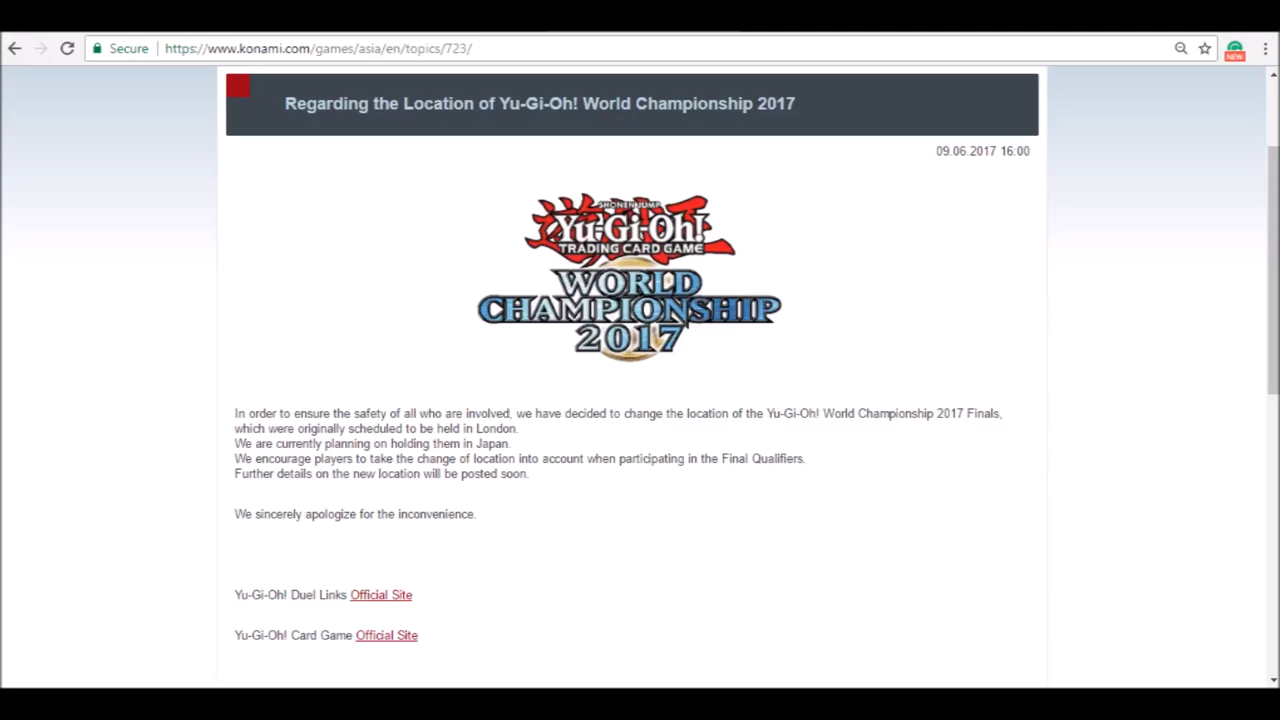 Secure
https://www.konami.com/games/asia/en/topics/723/
NEW
Regarding the Location of Yu-Gi-Oh! World Championship 2017
09.06.2017 16:00
遊戯王
SHONEN JUMP
Yu-Gi-Oh!
TRADING CARD GAME
WORLD
CHAMPIONSHIP
2017
In order to ensure the safety of all who are involved, we have decided to change the location of the Yu-Gi-Oh! World Championship 2017 Finals,
which were originally scheduled to be held in London.
We are currently planning on holding them in Japan.
We encourage players to take the change of location into account when participating in the Final Qualifiers.
Further details on the new location will be posted soon.
We sincerely apologize for the inconvenience.
Yu-Gi-Oh! Duel Links Official Site
Yu-Gi-Oh! Card Game Official Site